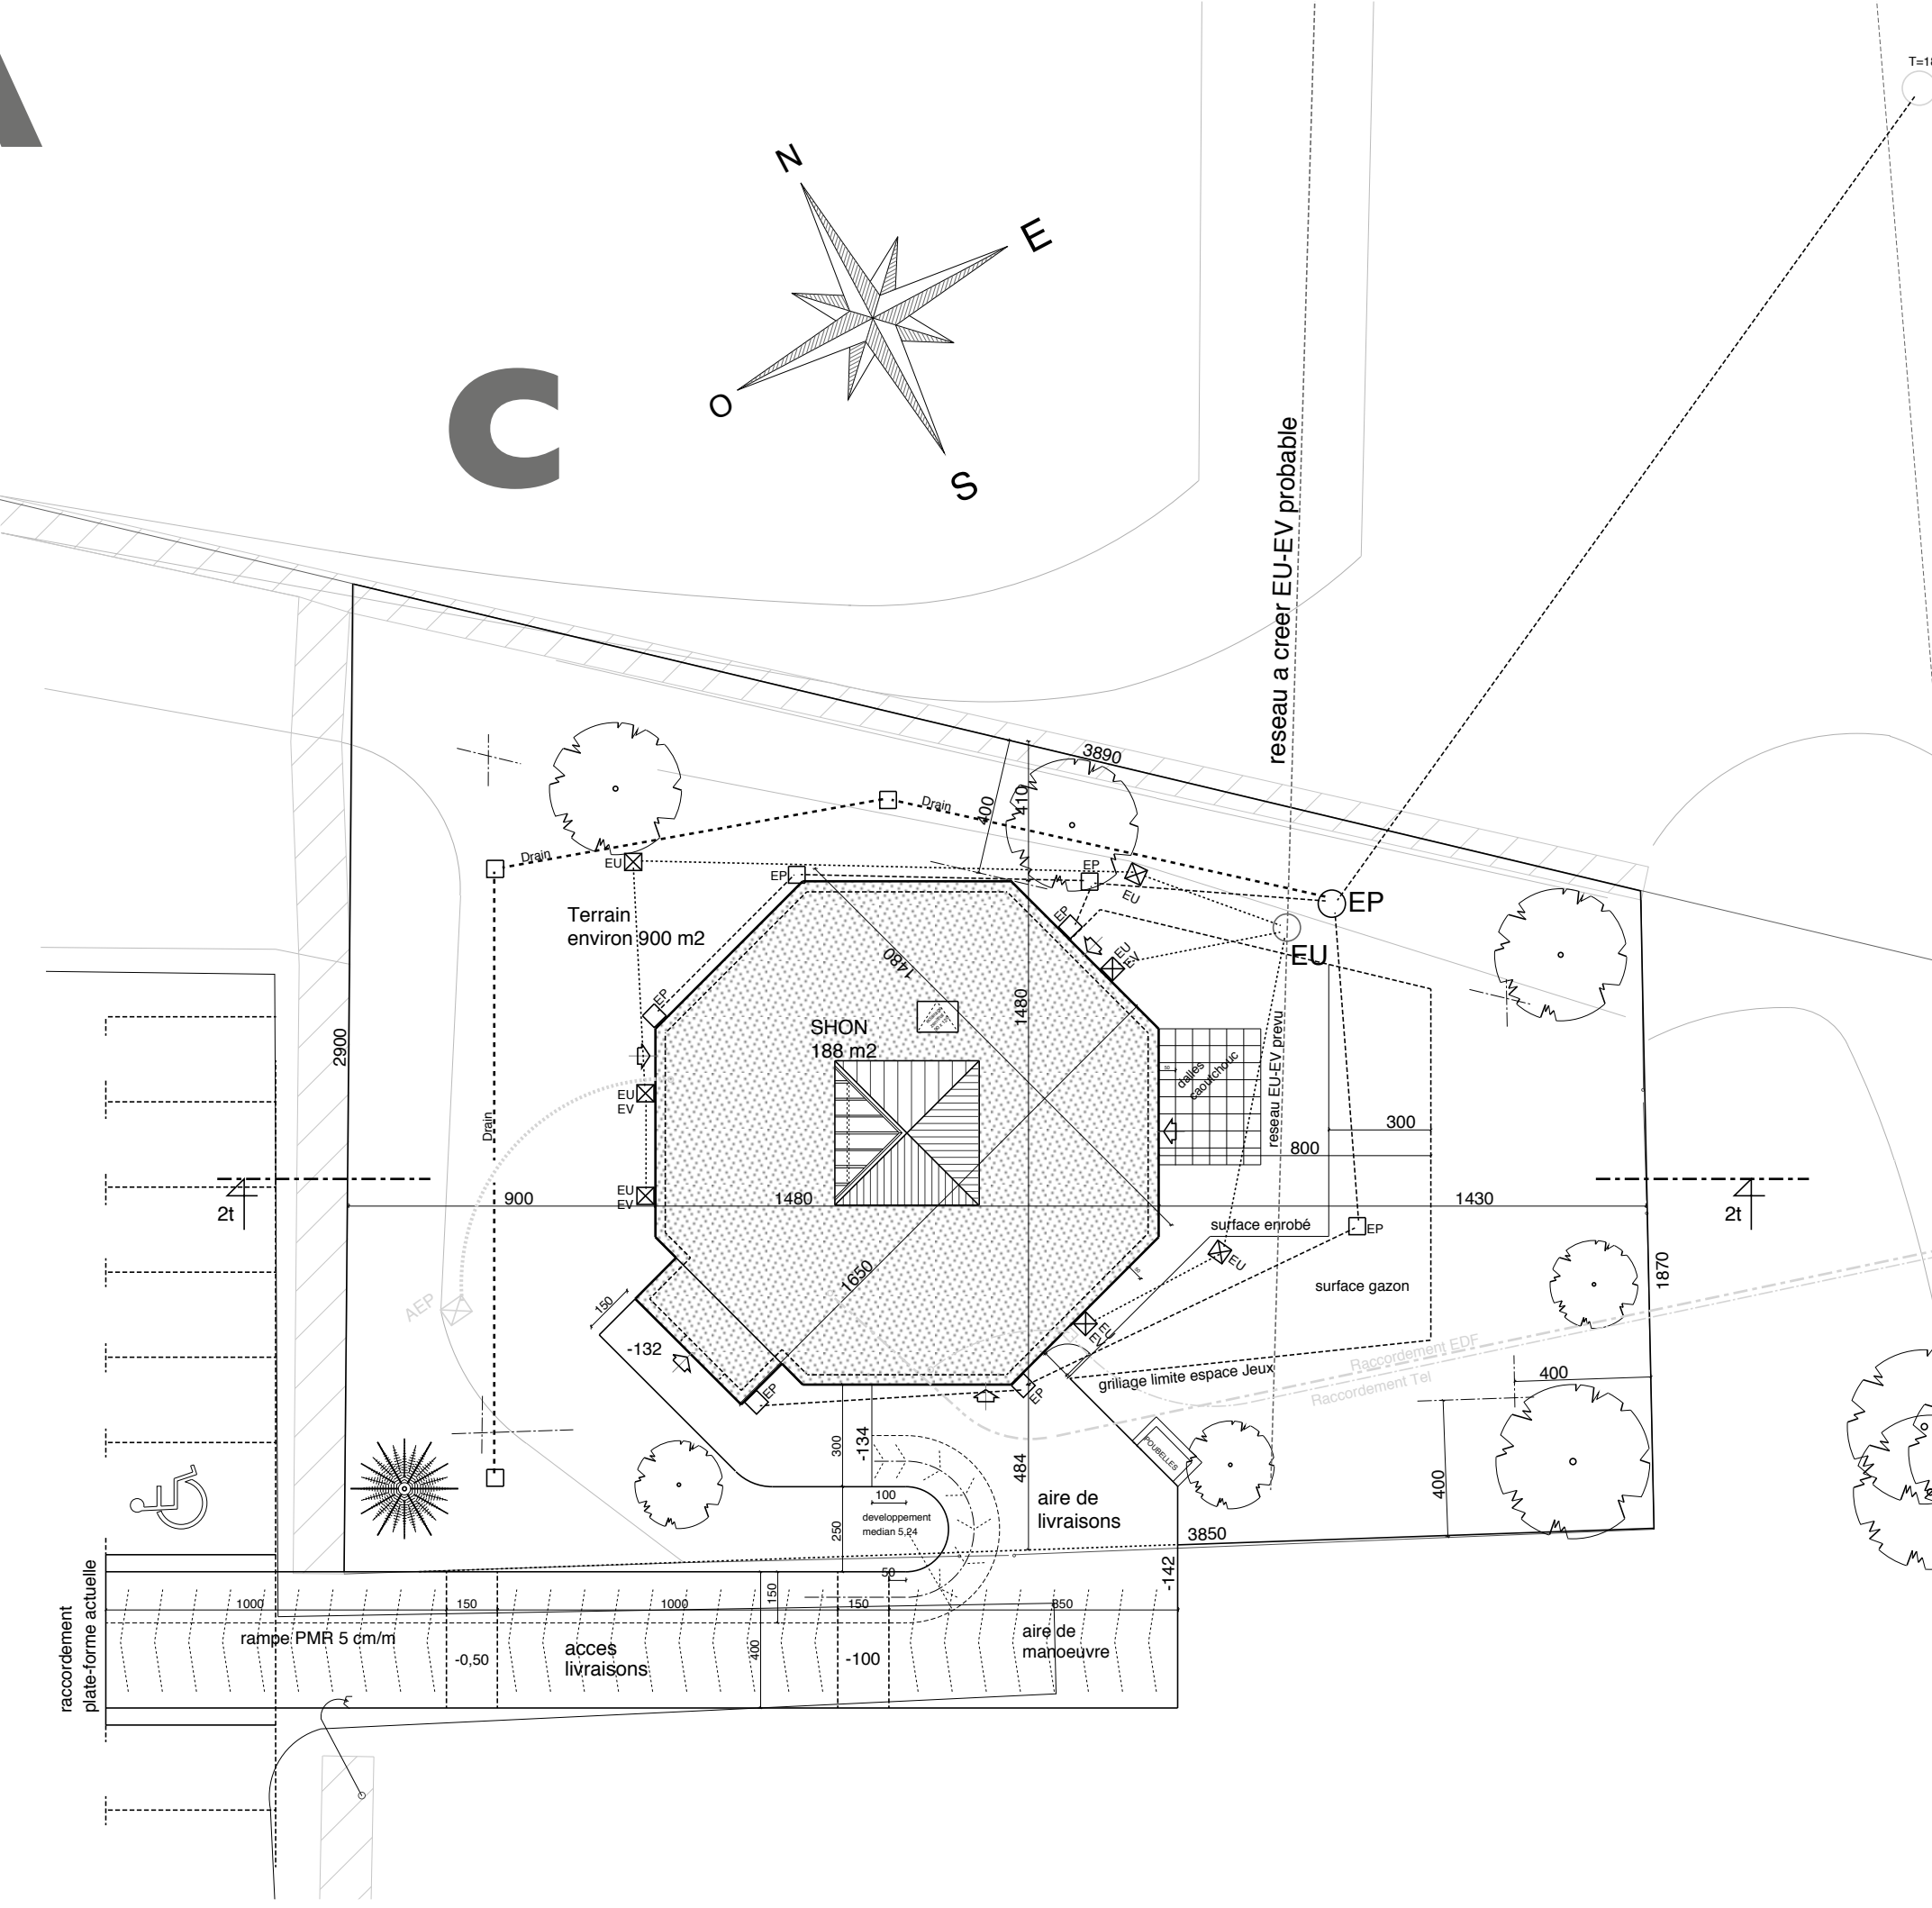 A
T=18
N
E
C
O
S
reseau a creer EU-EV probable
3890
400
410
Drain
Drain
EU
EP
EP
EU
EP
EP
Terrain
environ 900 m2
EU
EV
EU
EP
1480
1480
SHON
188 m2
2900
Drain
EU
EV
dalles
caoutchouc
reseau EU-EV prevu
300
800
EU
EV
900
1480
1430
2t
2t
surface enrobé
EP
EU
1650
surface gazon
1870
AEP
150
-132
EU
EV
Raccordement EDF
Raccordement Tel
griliage limite espace Jeux
400
EP
EP
300
-134
484
POUBELLES
400
100
developpement
median 5,24
250
aire de
livraisons
3850
-142
50
raccordement
plate-forme actuelle
1000
150
1000
150
150
850
rampe PMR 5 cm/m
-0,50
acces
livraisons
400
-100
aire de
manoeuvre